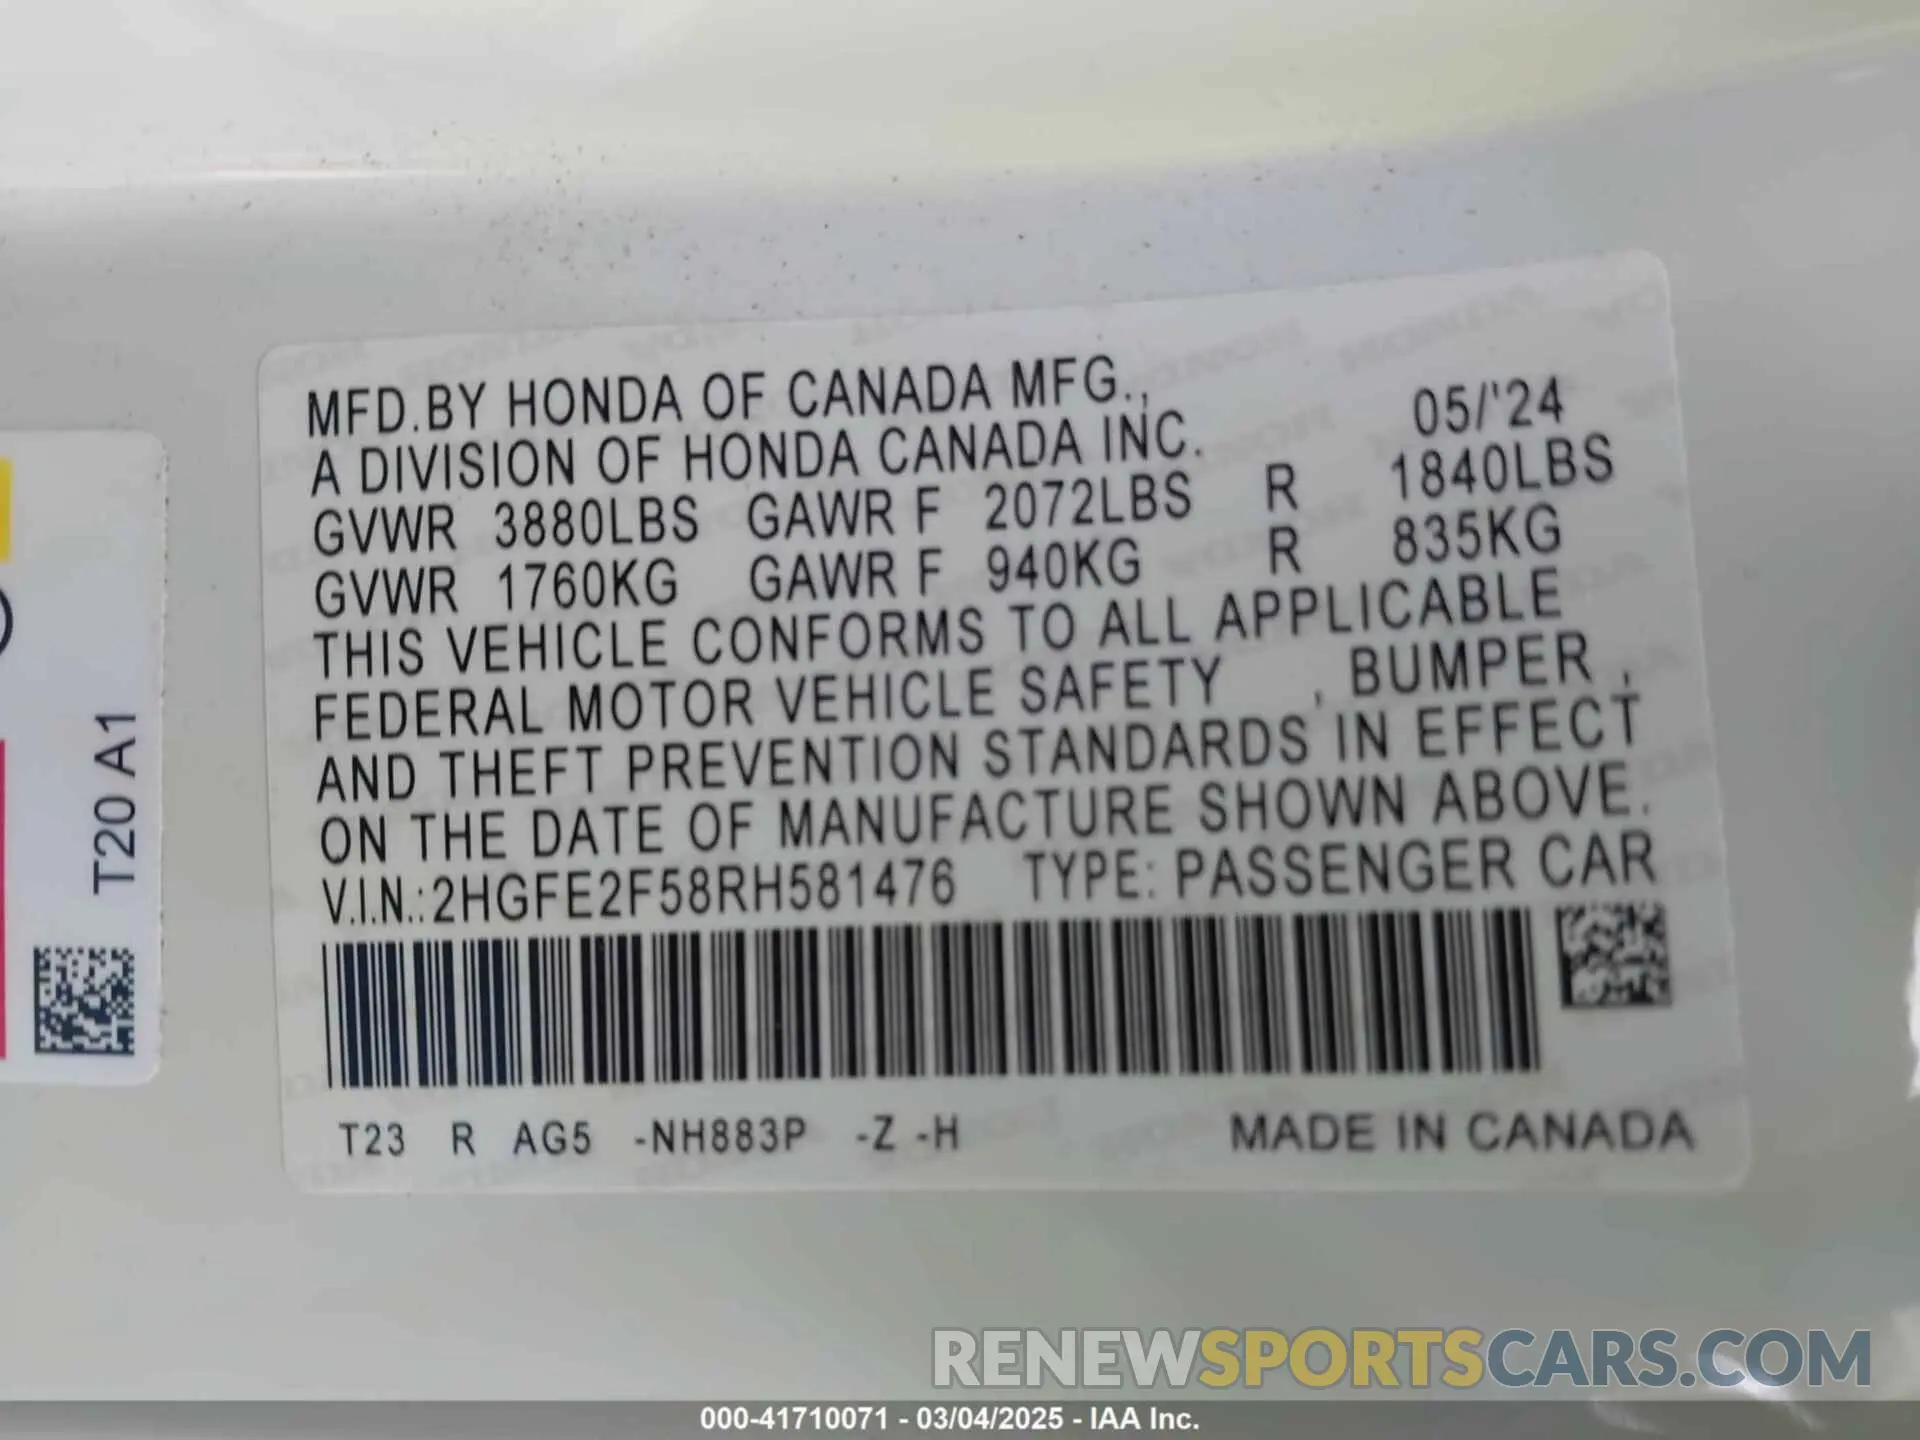 MFD.BY HONDA OF CANADA MFG.,
A DIVISION OF HONDA CANADA INC. 05/'24
GVWR 3880LBS GAWR F 2072LBS R 1840LBS
GVWR 1760KG GAWR F 940KG R 835KG
THIS VEHICLE CONFORMS TO ALL APPLICABLE
FEDERAL MOTOR VEHICLE SAFETY , BUMPER ,
AND THEFT PREVENTION STANDARDS IN EFFECT
ON THE DATE OF MANUFACTURE SHOWN ABOVE.
V.I.N.:2HGFE2F58RH581476 TYPE: PASSENGER CAR
T23 R AG5 -NH883P -Z -H MADE IN CANADA
T20 A1
RENEWSPORTSCARS.COM
000-41710071 - 03/04/2025 - IAA Inc.